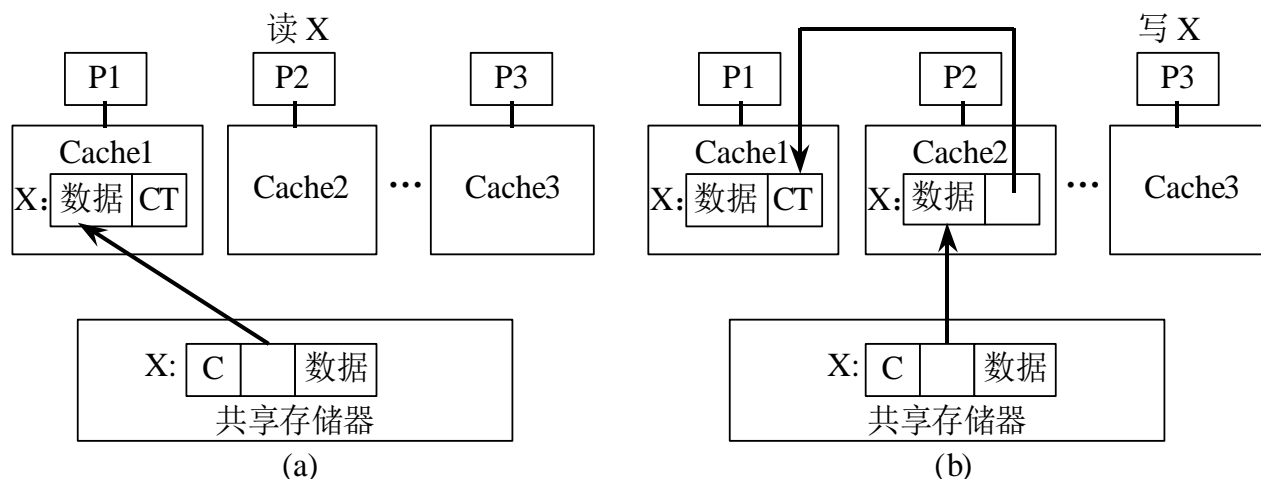 读 X
P1 P2 P3
Cache1
X: 数据 CT
Cache2
…
Cache3
X: C 数据
共享存储器
(a)
写 X
P1 P2 P3
Cache1
X: 数据 CT
Cache2
X: 数据
…
Cache3
X: C 数据
共享存储器
(b)